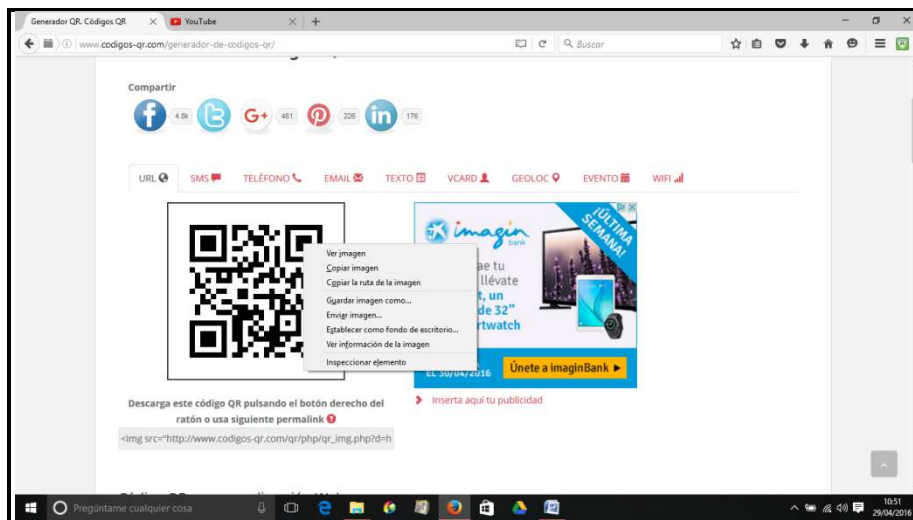 Generador QR. Códigos QR
YouTube
www.codigos-qr.com/generador-de-codigos-qr/
Buscar
Compartir
4.8k
461
226
176
URL
SMS
TELÉFONO
EMAIL
TEXTO
VCARD
GEOLOC
EVENTO
WIFI
Ver imagen
Copiar imagen
Copiar la ruta de la imagen
Guardar imagen como...
Enviar imagen...
Establecer como fondo de escritorio...
Ver información de la imagen
Inspeccionar elemento
imagin
bank
¡ÚLTIMA
SEMANA!
ae tu
llévate
t, un
de 32"
rtwatch
EL 30/04/2016
Únete a imaginBank
Descarga este código QR pulsando el botón derecho del
ratón o usa siguiente permalink
<img src="http://www.codigos-qr.com/qr/php/qr_img.php?d=h
Inserta aquí tu publicidad
Pregúntame cualquier cosa
10:51
29/04/2016